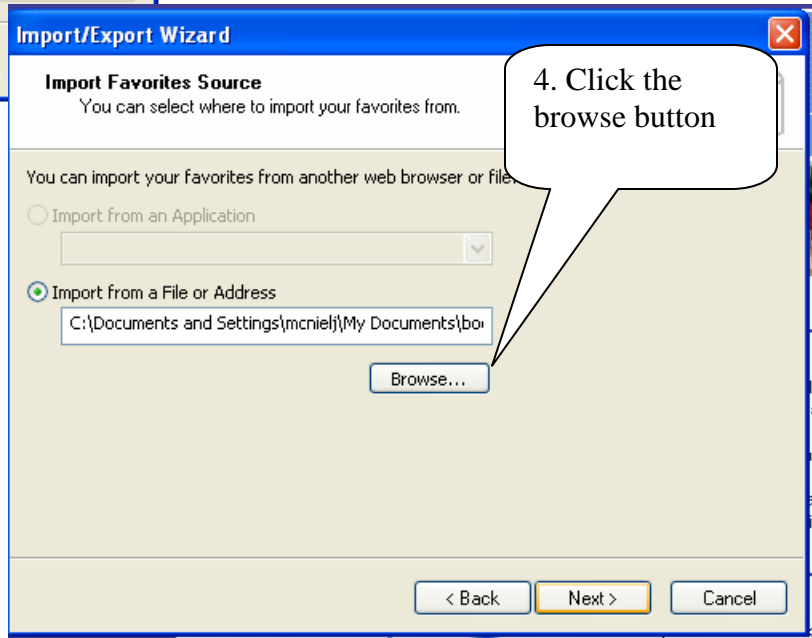 Import/Export Wizard
Import Favorites Source
You can select where to import your favorites from.
4. Click the
browse button
You can import your favorites from another web browser or file
Import from an Application
Import from a File or Address
C:\Documents and Settings\mcnielj\My Documents\bo
Browse...
< Back
Next >
Cancel